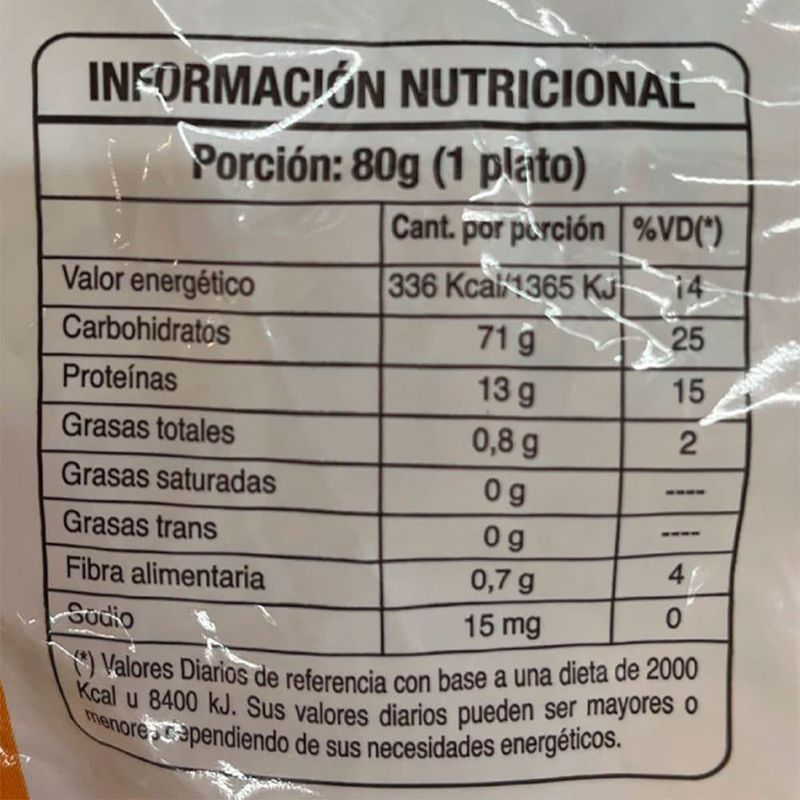 INFORMACIÓN NUTRICIONAL
Porción: 80g (1 plato)
Cant. por porción %VD(*)
Valor energético 336 Kcal/1365 KJ 14
Carbohidratos 71 g 25
Proteínas 13 g 15
Grasas totales 0,8 g 2
Grasas saturadas 0 g ----
Grasas trans 0 g ----
Fibra alimentaria 0,7 g 4
Sodio 15 mg 0
(*) Valores Diarios de referencia con base a una dieta de 2000
Kcal u 8400 kJ. Sus valores diarios pueden ser mayores o
menores dependiendo de sus necesidades energéticos.